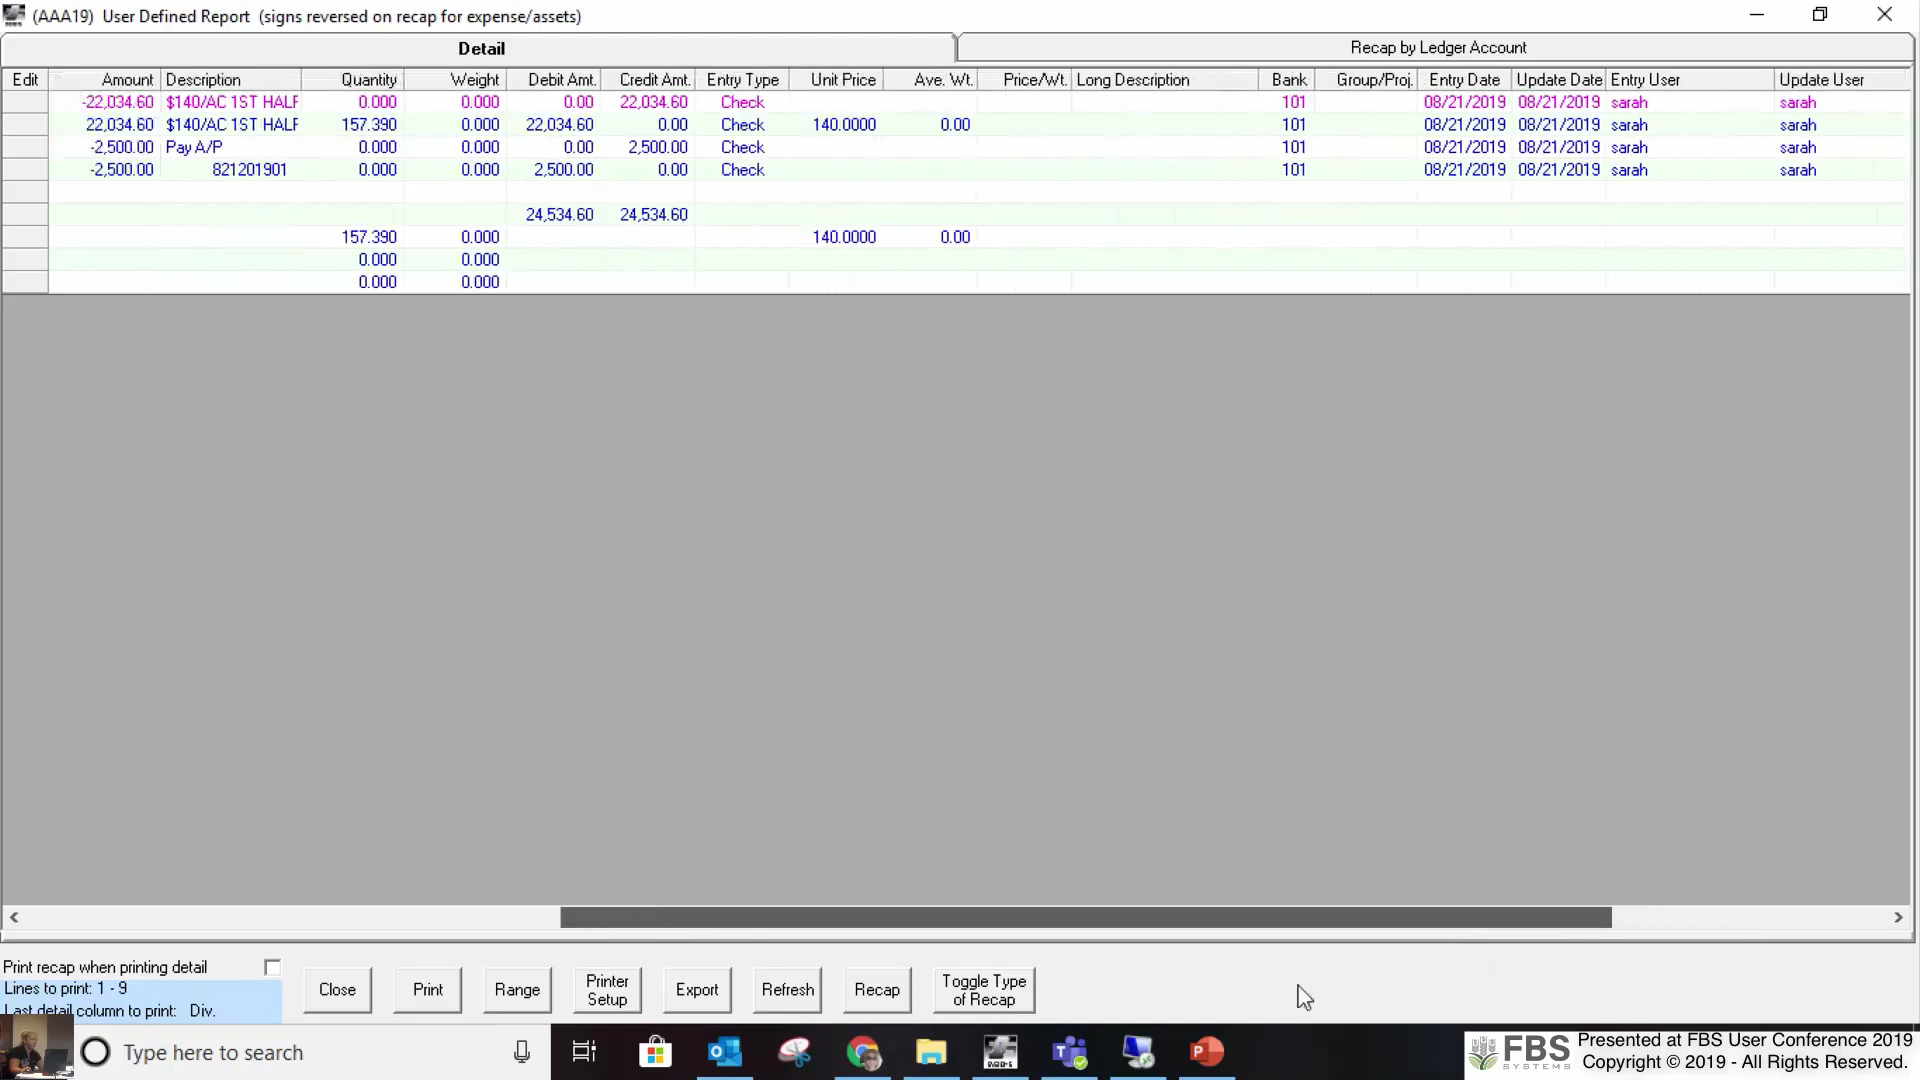 (AAA19) User Defined Report (signs reversed on recap for expense/assets)
Detail Recap by Ledger Account
Edit Amount Description Quantity Weight Debit Amt. Credit Amt. Entry Type Unit Price Ave. Wt. Price/Wt. Long Description Bank Group/Proj. Entry Date Update Date Entry User Update User
-22,034.60 $140/AC 1ST HALF 0.000 0.000 0.00 22,034.60 Check 101 08/21/2019 08/21/2019 sarah sarah
22,034.60 $140/AC 1ST HALF 157.390 0.000 22,034.60 0.00 Check 140.0000 0.00 101 08/21/2019 08/21/2019 sarah sarah
-2,500.00 Pay A/P 0.000 0.000 0.00 2,500.00 Check 101 08/21/2019 08/21/2019 sarah sarah
-2,500.00 821201901 0.000 0.000 2,500.00 0.00 Check 101 08/21/2019 08/21/2019 sarah sarah
24,534.60 24,534.60
157.390 0.000 140.0000 0.00
0.000 0.000
0.000 0.000
Print recap when printing detail
Lines to print: 1 - 9
Last detail column to print: Div.
Close
Print
Range
Printer
Setup
Export
Refresh
Recap
Toggle Type
of Recap
Type here to search
FBS
SYSTEMS
Presented at FBS User Conference 2019
Copyright © 2019 - All Rights Reserved.